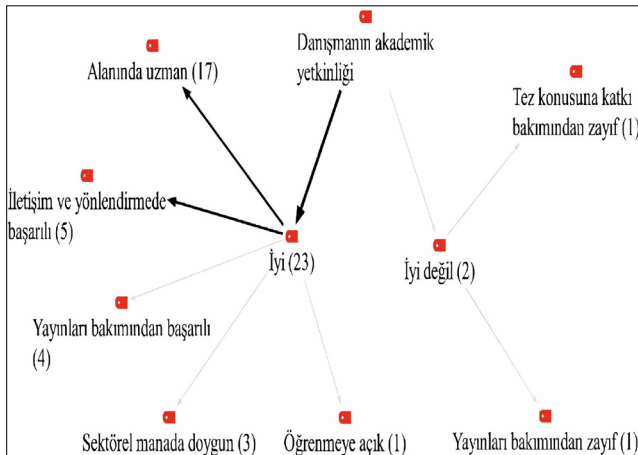 Danışmanın akademik
yetkinliği
Alanında uzman (17)
Tez konusuna katkı
bakımından zayıf (1)
İletişim ve yönlendirmede
başarılı (5)
İyi (23)
İyi değil (2)
Yayınları bakımından başarılı
(4)
Sektörel manada doygun (3)
Öğrenmeye açık (1)
Yayınları bakımından zayıf (1)